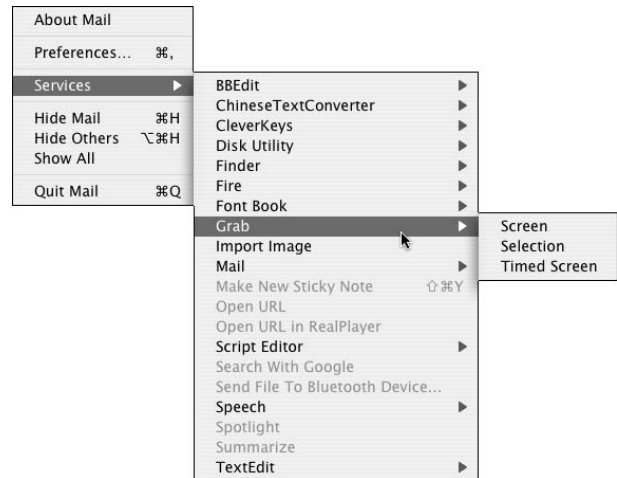 About Mail
Preferences... ⌘,
Services
Hide Mail ⌘H
Hide Others ⌥⌘H
Show All
Quit Mail ⌘Q
BBEdit
ChineseTextConverter
CleverKeys
Disk Utility
Finder
Fire
Font Book
Grab
Import Image
Mail
Make New Sticky Note ⇧⌘Y
Open URL
Open URL in RealPlayer
Script Editor
Search With Google
Send File To Bluetooth Device...
Speech
Spotlight
Summarize
TextEdit
Screen
Selection
Timed Screen